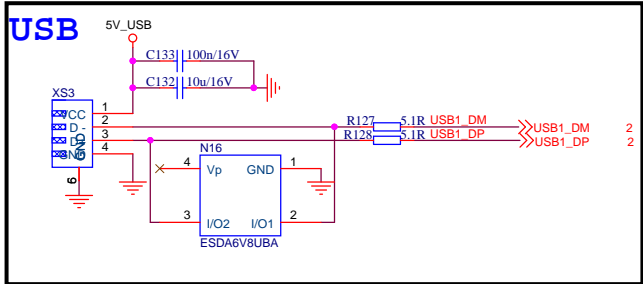 USB
5V_USB
C133 100n/16V
C132 10u/16V
XS3
VCC 1
D - 2
3
GND 4
GND
6
R127 5.1R USB1_DM
R128 5.1R USB1_DP
USB1_DM 2
USB1_DP 2
N16
4 Vp GND 1
3 I/O2 I/O1 2
ESDA6V8UBA